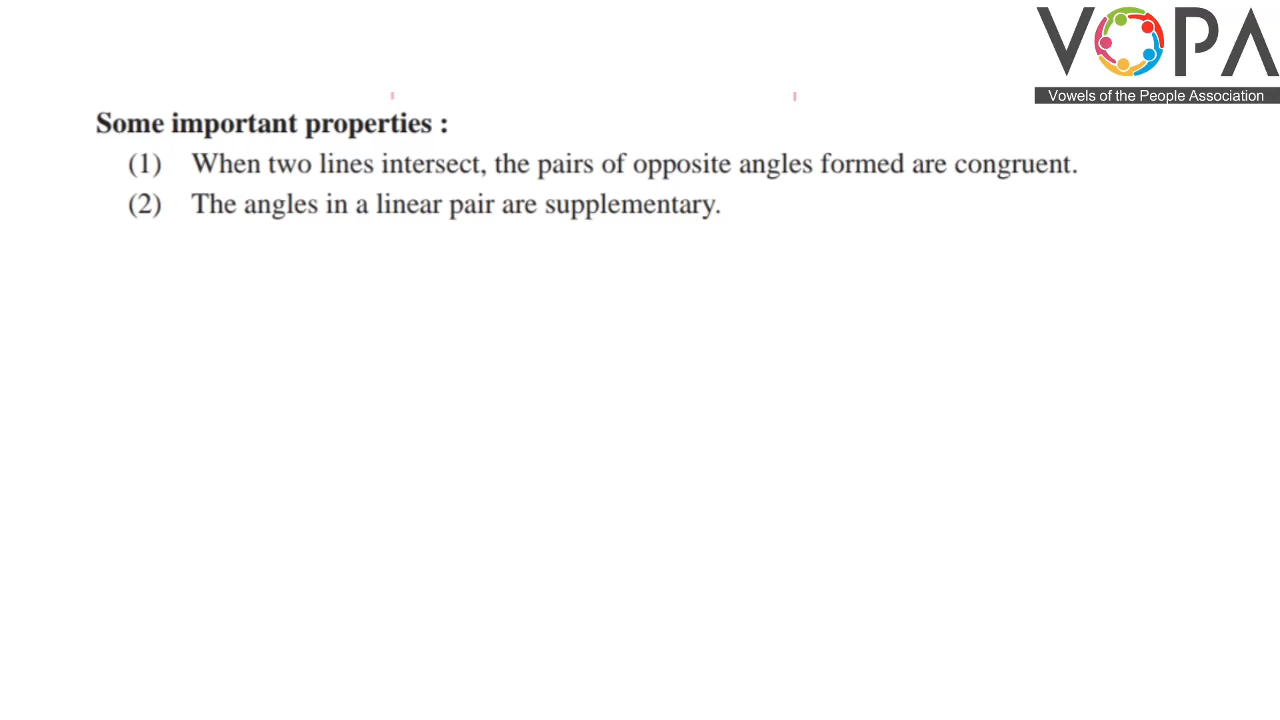 VOPA
Vowels of the People Association
Some important properties :
(1) When two lines intersect, the pairs of opposite angles formed are congruent.
(2) The angles in a linear pair are supplementary.